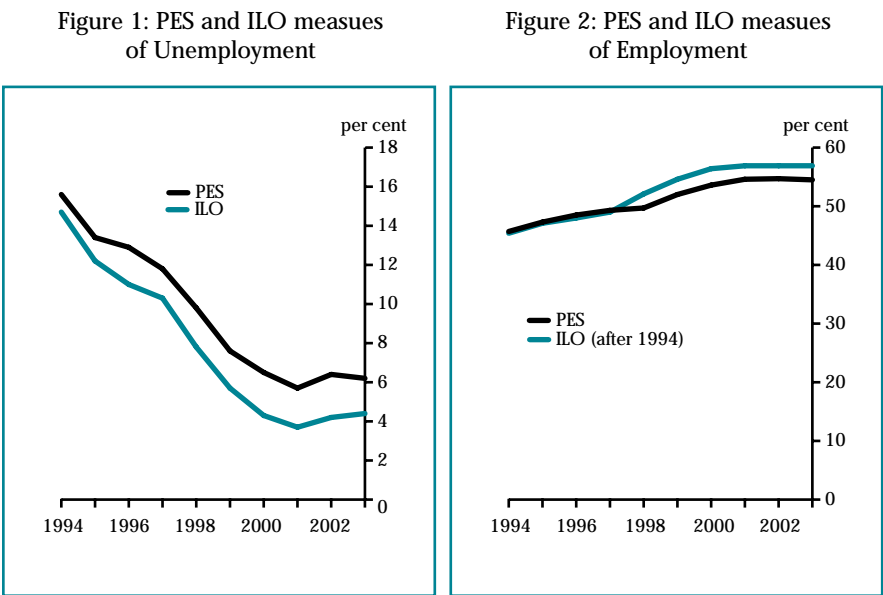 Figure 1: PES and ILO measues
of Unemployment
per cent
18
16
14
12
10
8
6
4
2
0
PES
ILO
1994 1996 1998 2000 2002
Figure 2: PES and ILO measues
of Employment
per cent
60
50
40
30
20
10
0
PES
ILO (after 1994)
1994 1996 1998 2000 2002